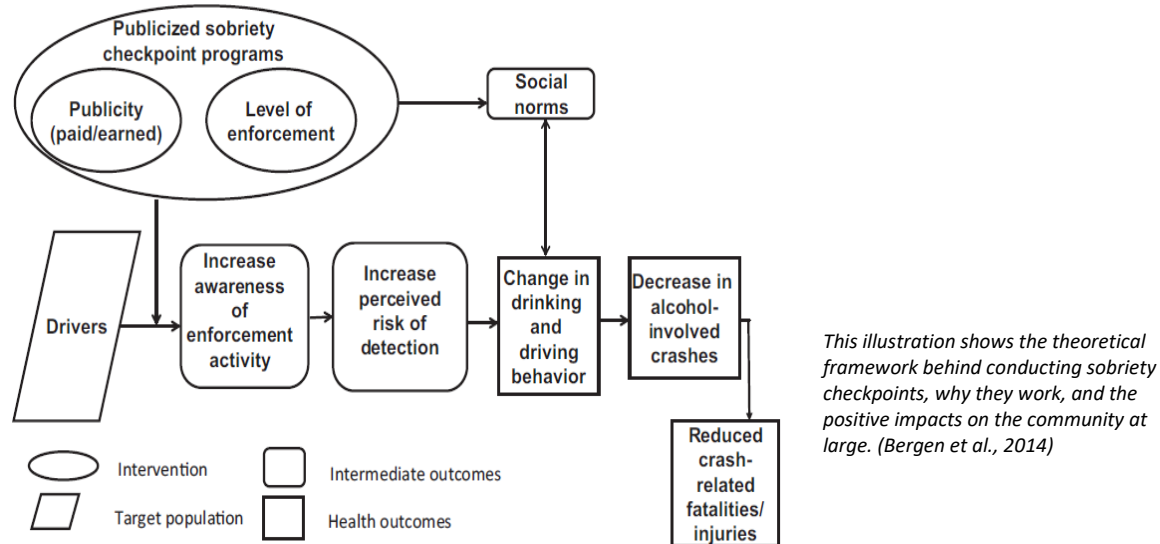 Publicized sobriety
checkpoint programs
Publicity
(paid/earned)
Level of
enforcement
Social
norms
Drivers
Increase
awareness
of
enforcement
activity
Increase
perceived
risk of
detection
Change in
drinking
and
driving
behavior
Decrease in
alcohol-
involved
crashes
Reduced
crash-
related
fatalities/
injuries
Intervention
Target population
Intermediate outcomes
Health outcomes
This illustration shows the theoretical
framework behind conducting sobriety
checkpoints, why they work, and the
positive impacts on the community at
large. (Bergen et al., 2014)